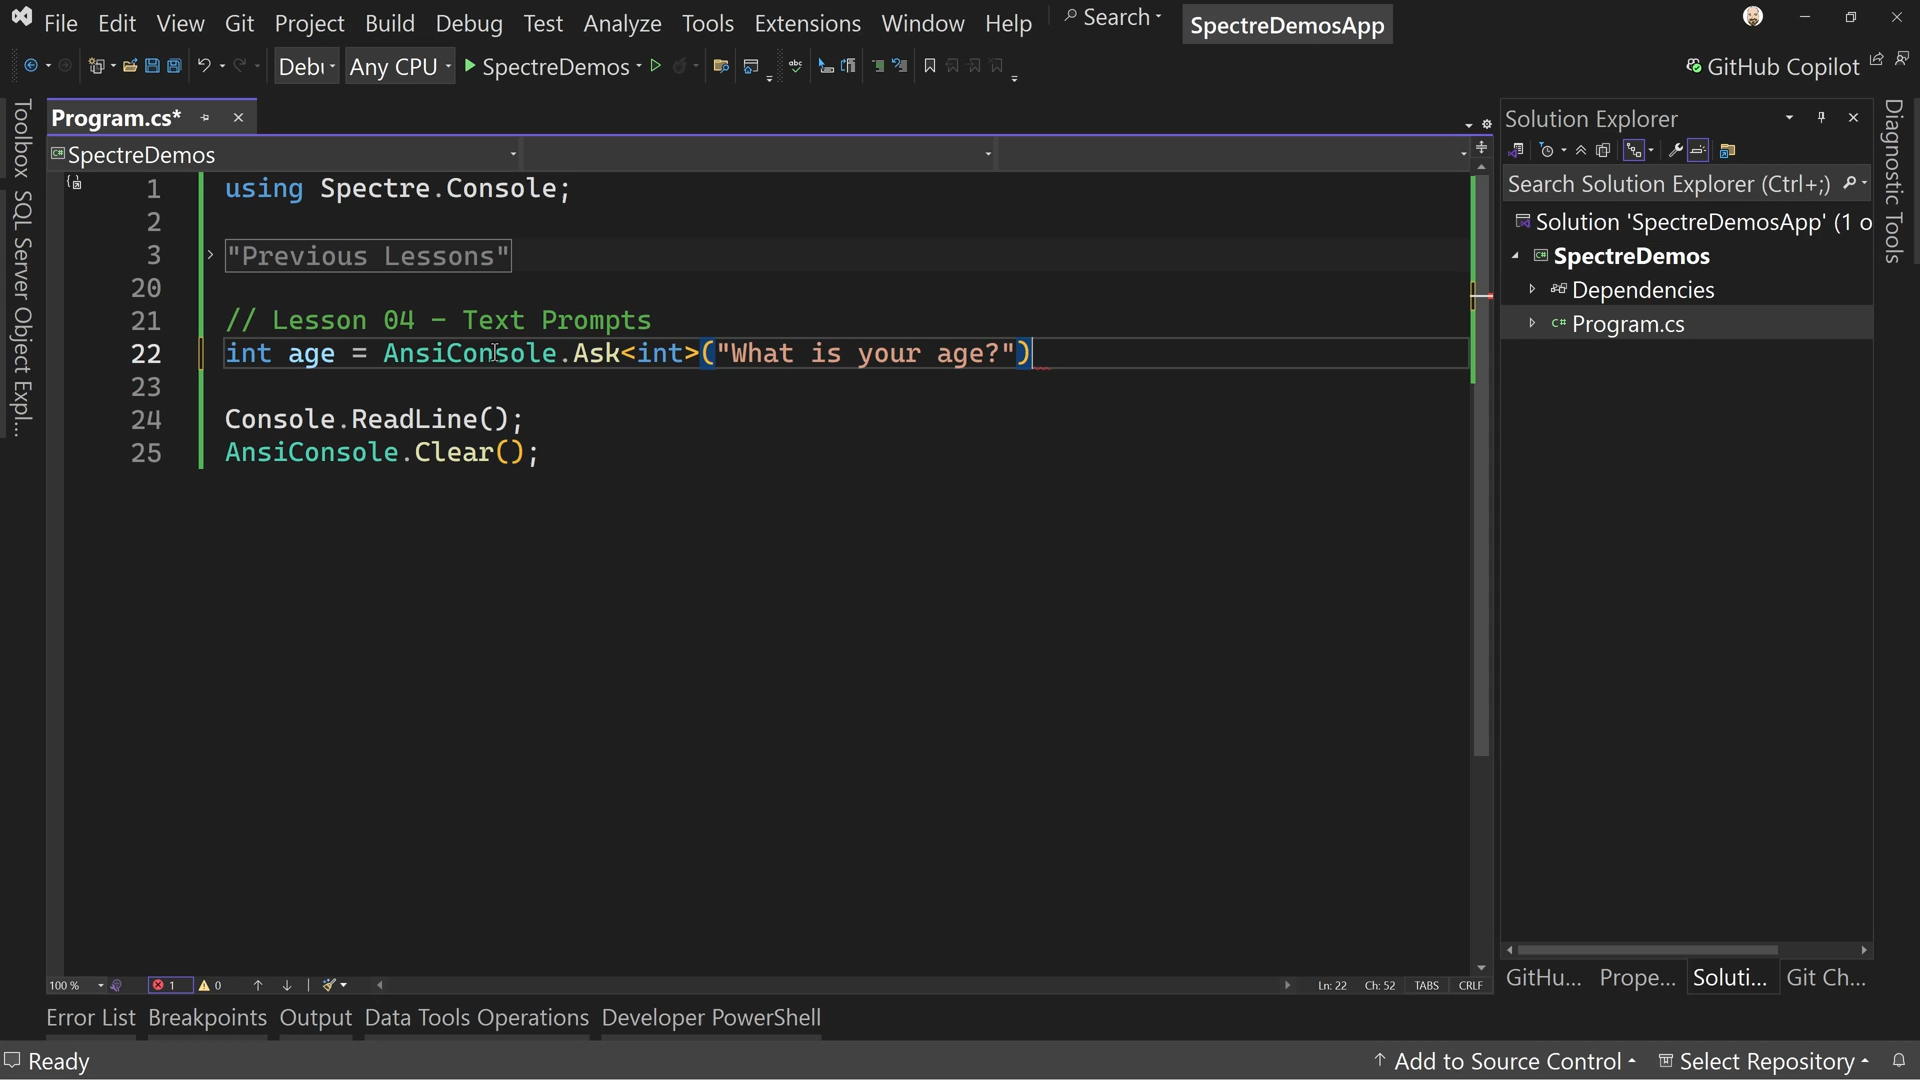 File Edit View Git Project Build Debug Test Analyze Tools Extensions Window Help Search SpectreDemosApp
Any CPU SpectreDemos GitHub Copilot
Program.cs*
SpectreDemos
1 using Spectre.Console;
2
3 "Previous Lessons"
20
21 // Lesson 04 - Text Prompts
22 int age = AnsiConsole.Ask<int>("What is your age?")
23
24 Console.ReadLine();
25 AnsiConsole.Clear();
100 % 1 0 Ln: 22 Ch: 52 TABS CRLF
Error List Breakpoints Output Data Tools Operations Developer PowerShell
Ready Add to Source Control Select Repository
Toolbox
SQL Server Object Expl...
Solution Explorer
Search Solution Explorer (Ctrl+;)
Solution 'SpectreDemosApp' (1 o
SpectreDemos
Dependencies
C# Program.cs
GitHu... Prope... Soluti... Git Ch...
Diagnostic Tools